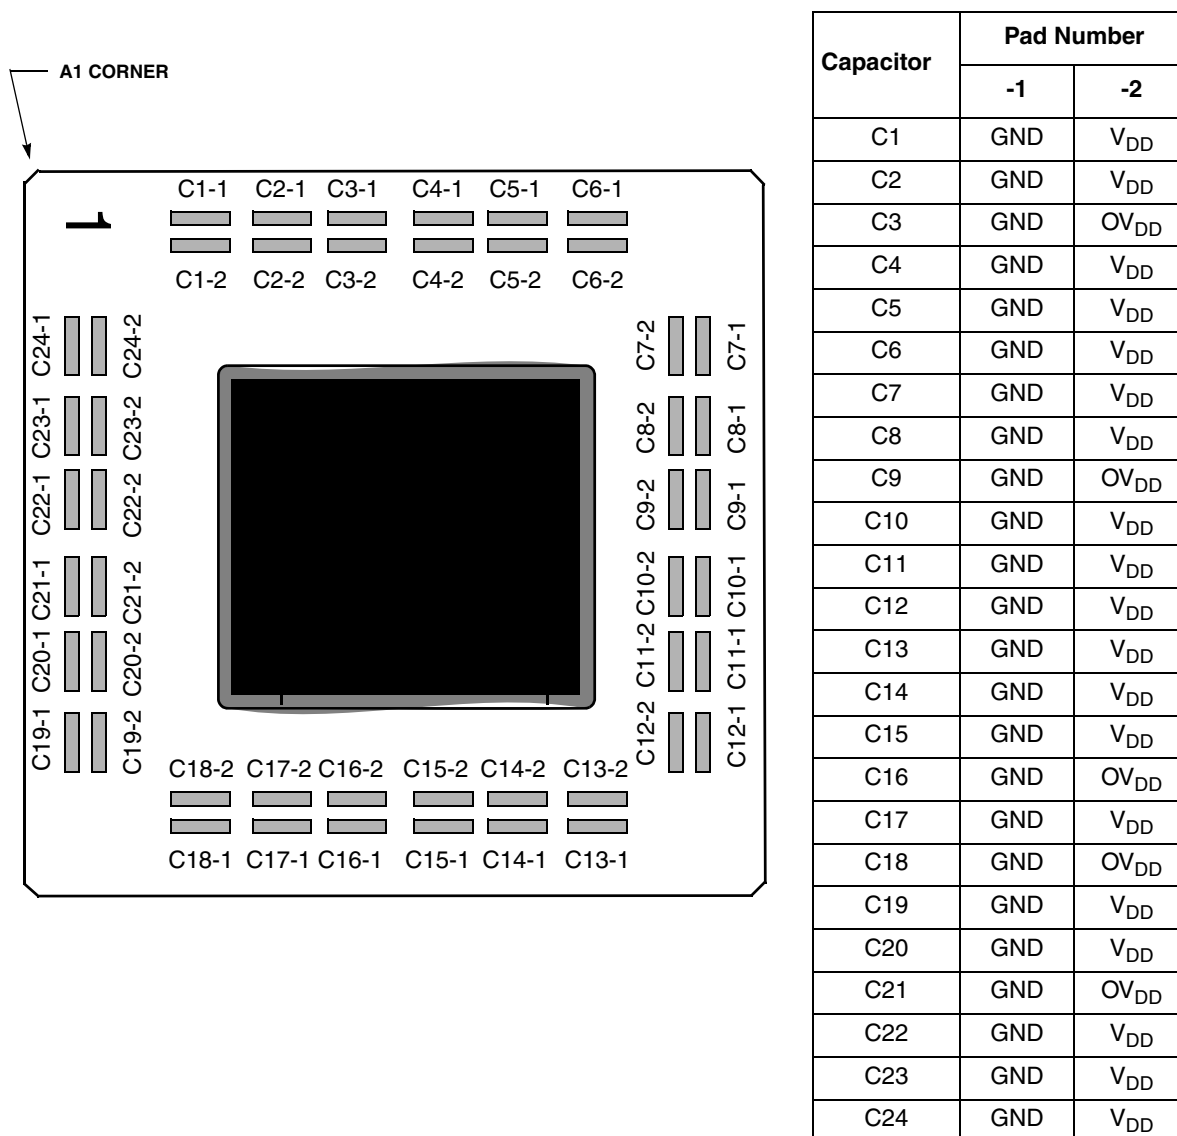 A1 CORNER
1
C1-1 C2-1 C3-1 C4-1 C5-1 C6-1
C1-2 C2-2 C3-2 C4-2 C5-2 C6-2
C24-1 C24-2 C7-2 C7-1
C23-1 C23-2 C8-2 C8-1
C22-1 C22-2 C9-2 C9-1
C21-1 C21-2 C10-2 C10-1
C20-1 C20-2 C11-2 C11-1
C19-1 C19-2 C12-2 C12-1
C18-2 C17-2 C16-2 C15-2 C14-2 C13-2
C18-1 C17-1 C16-1 C15-1 C14-1 C13-1
Capacitor Pad Number
-1 -2
C1 GND VDD
C2 GND VDD
C3 GND OVDD
C4 GND VDD
C5 GND VDD
C6 GND VDD
C7 GND VDD
C8 GND VDD
C9 GND OVDD
C10 GND VDD
C11 GND VDD
C12 GND VDD
C13 GND VDD
C14 GND VDD
C15 GND VDD
C16 GND OVDD
C17 GND VDD
C18 GND OVDD
C19 GND VDD
C20 GND VDD
C21 GND OVDD
C22 GND VDD
C23 GND VDD
C24 GND VDD